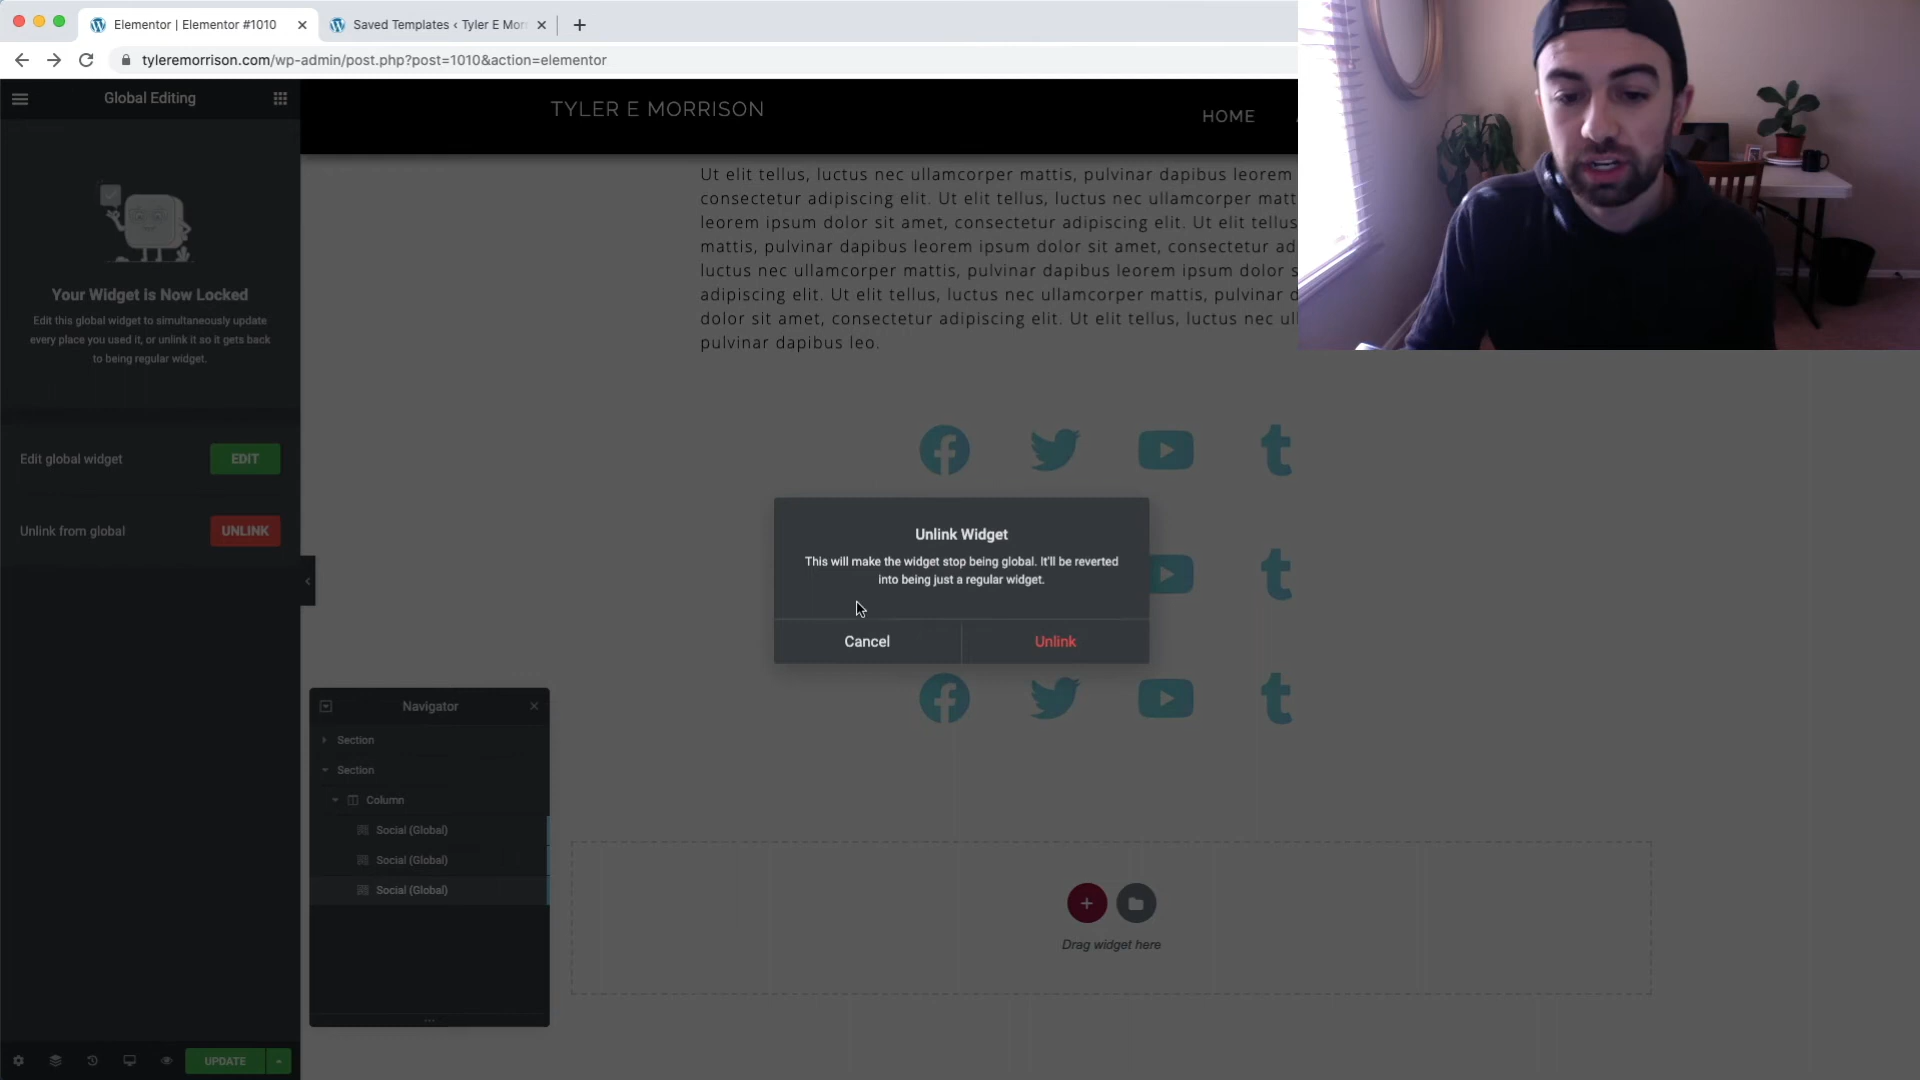 Elementor | Elementor #1010
Saved Templates ‹ Tyler E Mor
tyleremorrison.com/wp-admin/post.php?post=1010&action=elementor
Global Editing
TYLER E MORRISON
HOME
Your Widget is Now Locked
Edit this global widget to simultaneously update
every place you used it, or unlink it so it gets back
to being regular widget.
Edit global widget
EDIT
Unlink from global
UNLINK
Ut elit tellus, luctus nec ullamcorper mattis, pulvinar dapibus leorem
consectetur adipiscing elit. Ut elit tellus, luctus nec ullamcorper matt
leorem ipsum dolor sit amet, consectetur adipiscing elit. Ut elit tellus
mattis, pulvinar dapibus leorem ipsum dolor sit amet, consectetur ad
luctus nec ullamcorper mattis, pulvinar dapibus leorem ipsum dolor s
adipiscing elit. Ut elit tellus, luctus nec ullamcorper mattis, pulvinar d
dolor sit amet, consectetur adipiscing elit. Ut elit tellus, luctus nec ul
pulvinar dapibus leo.
Unlink Widget
This will make the widget stop being global. It'll be reverted
into being just a regular widget.
Cancel
Unlink
Navigator
Section
Section
Column
Social (Global)
Social (Global)
Social (Global)
Drag widget here
UPDATE